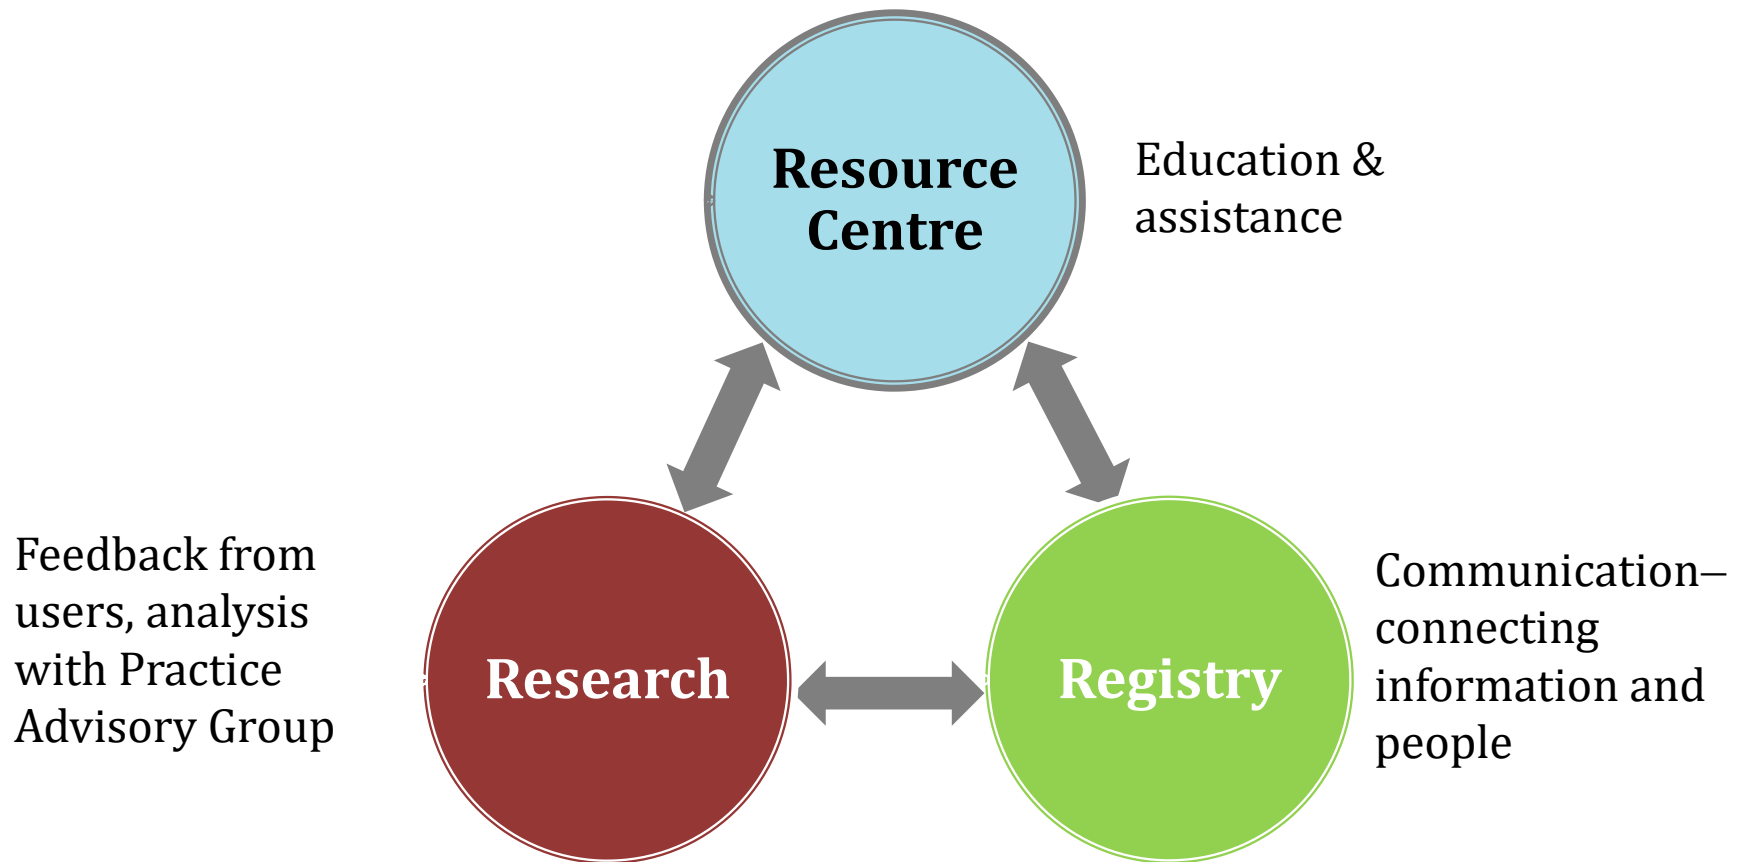 Resource
Centre
Education &
assistance
Feedback from
users, analysis
with Practice
Advisory Group
Research
Registry
Communication–
connecting
information and
people